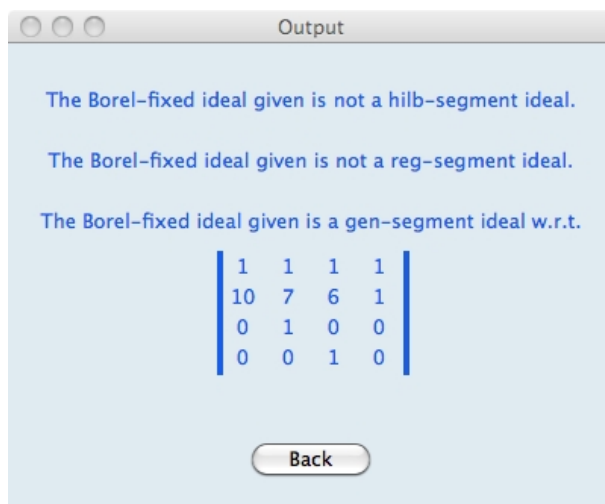 Output
The Borel-fixed ideal given is not a hilb-segment ideal.
The Borel-fixed ideal given is not a reg-segment ideal.
The Borel-fixed ideal given is a gen-segment ideal w.r.t.
1 1 1 1
10 7 6 1
0 1 0 0
0 0 1 0
Back